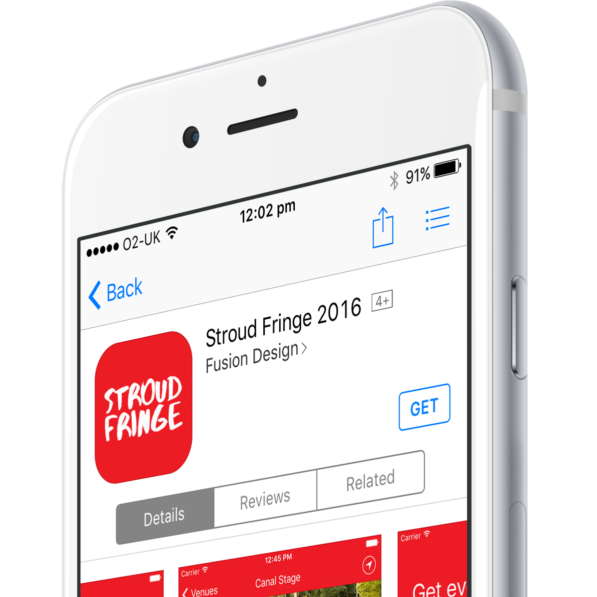 O2-UK
12:02 pm
91%
Back
Stroud Fringe 2016
4+
Fusion Design
STROUD
FRINGE
GET
Details
Reviews
Related
Carrier
12:45 PM
Venues
Canal Stage
Carrier
Get ev